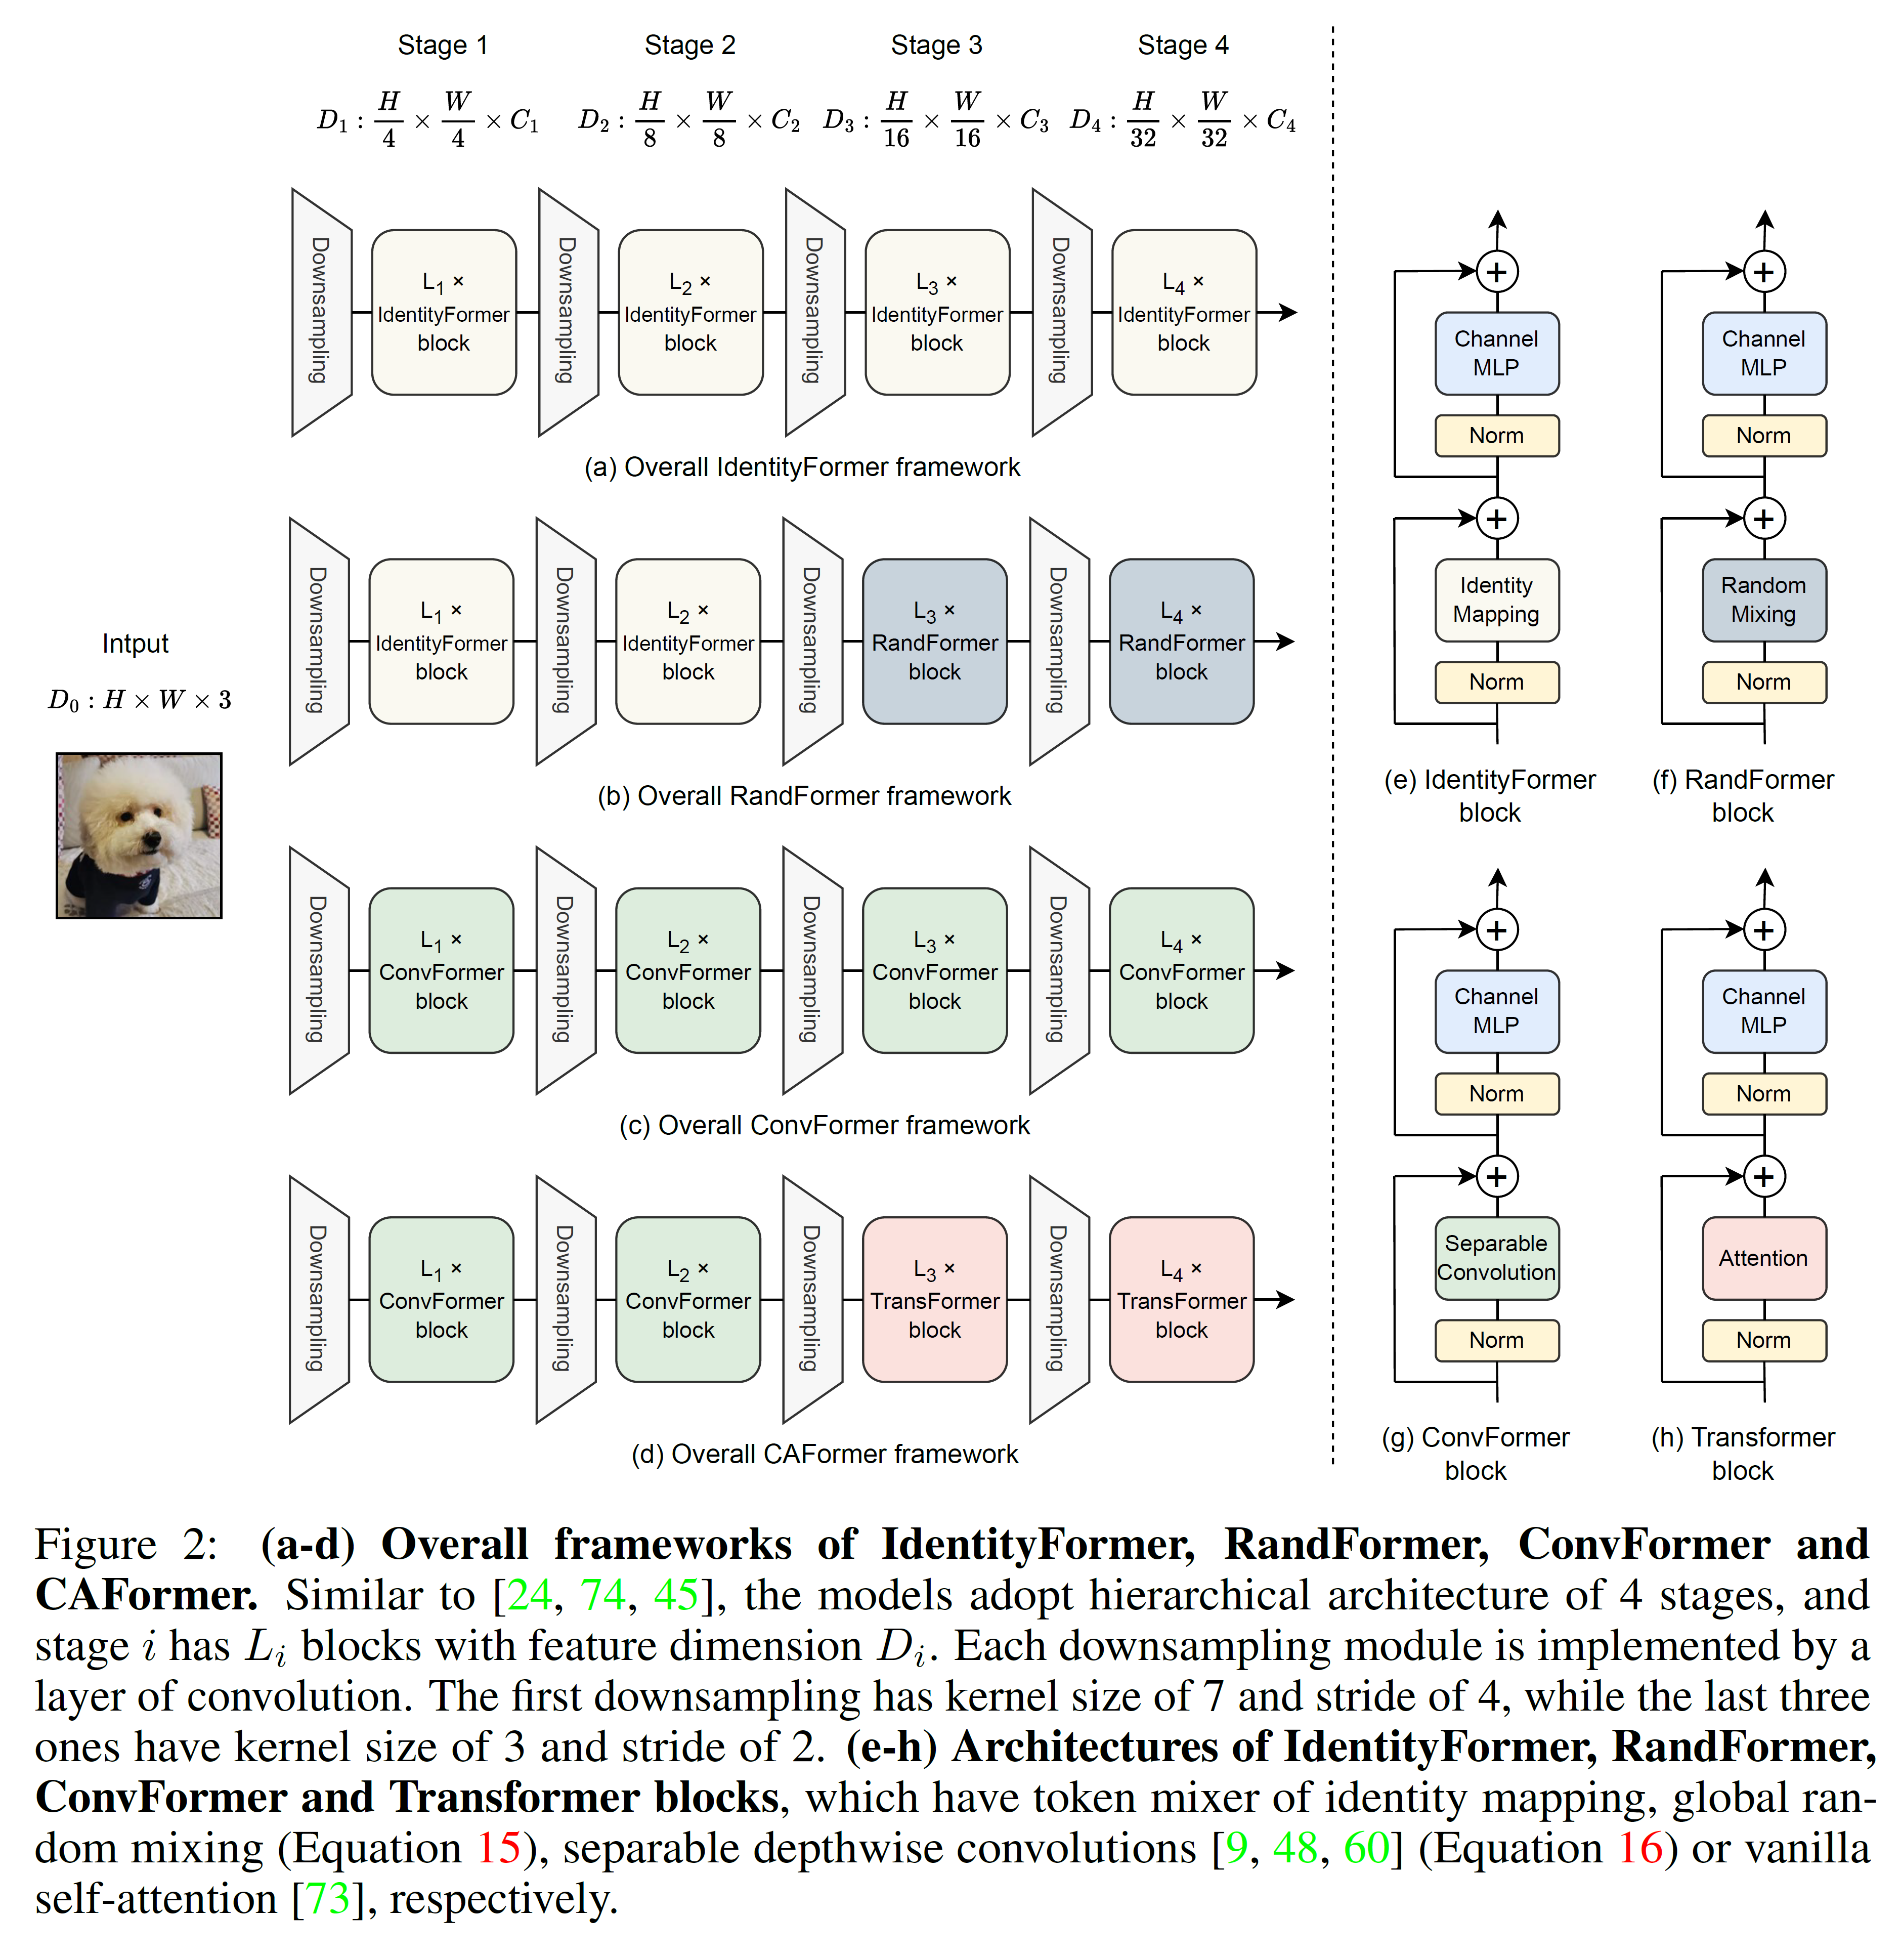 Stage 1 Stage 2 Stage 3 Stage 4
D₁ : H/4 × W/4 × C₁ D₂ : H/8 × W/8 × C₂ D₃ : H/16 × W/16 × C₃ D₄ : H/32 × W/32 × C₄
Intput
D₀ : H × W × 3
Downsampling
L₁ ×
IdentityFormer
block
Downsampling
L₂ ×
IdentityFormer
block
Downsampling
L₃ ×
IdentityFormer
block
Downsampling
L₄ ×
IdentityFormer
block
(a) Overall IdentityFormer framework
Downsampling
L₁ ×
IdentityFormer
block
Downsampling
L₂ ×
IdentityFormer
block
Downsampling
L₃ ×
RandFormer
block
Downsampling
L₄ ×
RandFormer
block
(b) Overall RandFormer framework
Downsampling
L₁ ×
ConvFormer
block
Downsampling
L₂ ×
ConvFormer
block
Downsampling
L₃ ×
ConvFormer
block
Downsampling
L₄ ×
ConvFormer
block
(c) Overall ConvFormer framework
Downsampling
L₁ ×
ConvFormer
block
Downsampling
L₂ ×
ConvFormer
block
Downsampling
L₃ ×
TransFormer
block
Downsampling
L₄ ×
TransFormer
block
(d) Overall CAFormer framework
+
Channel
MLP
Norm
+
Identity
Mapping
Norm
(e) IdentityFormer
block
+
Channel
MLP
Norm
+
Random
Mixing
Norm
(f) RandFormer
block
+
Channel
MLP
Norm
+
Separable
Convolution
Norm
(g) ConvFormer
block
+
Channel
MLP
Norm
+
Attention
Norm
(h) Transformer
block
Figure 2: (a-d) Overall frameworks of IdentityFormer, RandFormer, ConvFormer and
CAFormer. Similar to [24, 74, 45], the models adopt hierarchical architecture of 4 stages, and
stage i has Lᵢ blocks with feature dimension Dᵢ. Each downsampling module is implemented by a
layer of convolution. The first downsampling has kernel size of 7 and stride of 4, while the last three
ones have kernel size of 3 and stride of 2. (e-h) Architectures of IdentityFormer, RandFormer,
ConvFormer and Transformer blocks, which have token mixer of identity mapping, global ran-
dom mixing (Equation 15), separable depthwise convolutions [9, 48, 60] (Equation 16) or vanilla
self-attention [73], respectively.